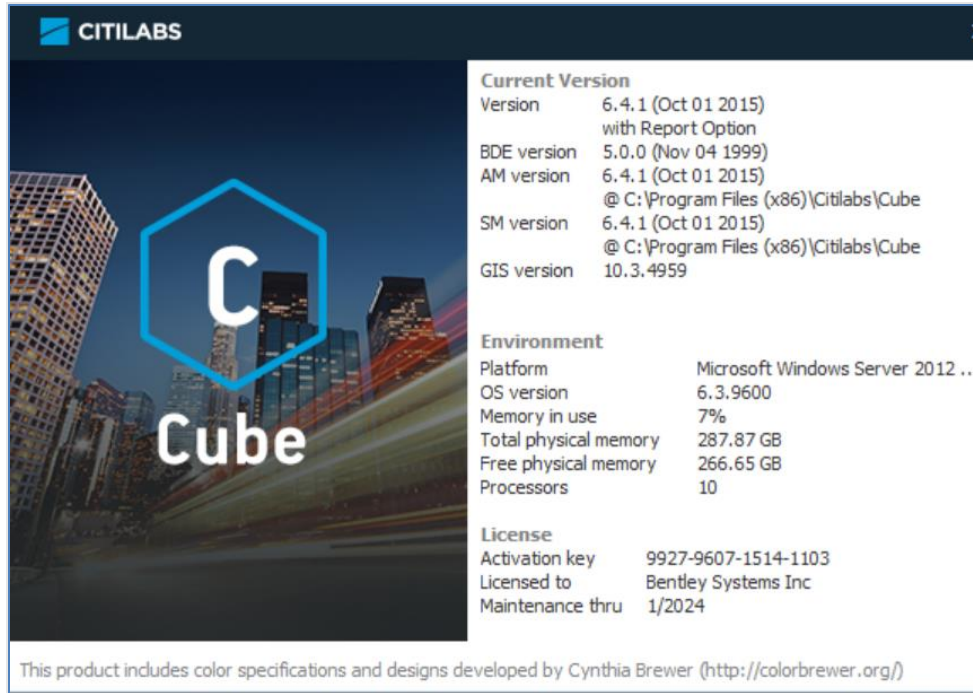 CITILABS
C
Cube
Current Version
Version 6.4.1 (Oct 01 2015)
with Report Option
BDE version 5.0.0 (Nov 04 1999)
AM version 6.4.1 (Oct 01 2015)
@ C:\Program Files (x86)\Citilabs\Cube
SM version 6.4.1 (Oct 01 2015)
@ C:\Program Files (x86)\Citilabs\Cube
GIS version 10.3.4959
Environment
Platform Microsoft Windows Server 2012 ...
OS version 6.3.9600
Memory in use 7%
Total physical memory 287.87 GB
Free physical memory 266.65 GB
Processors 10
License
Activation key 9927-9607-1514-1103
Licensed to Bentley Systems Inc
Maintenance thru 1/2024
This product includes color specifications and designs developed by Cynthia Brewer (http://colorbrewer.org/)